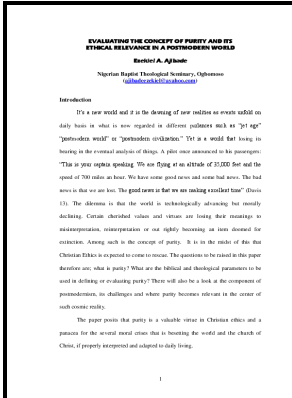 EVALUATING THE CONCEPT OF PURITY AND ITS
ETHICAL RELEVANCE IN A POSTMODERN WORLD
Ezekiel A. Ajibade
Nigerian Baptist Theological Seminary, Ogbomoso
(ajibadeezekiel@yahoo.com)
Introduction
It's a new world and it is the dawning of new realities as events unfold on
daily basis in what is now regarded in different parlances such as "jet age"
"postmodern world" or "postmodern civilization." Yet is a world that losing its
bearing in the eventual analysis of things. A pilot once announced to his passengers:
"This is your captain speaking. We are flying at an altitude of 35,000 feet and the
speed of 700 miles an hour. We have some good news and some bad news. The bad
news is that we are lost. The good news is that we are making excellent time" (Davis
13). The dilemma is that the world is technologically advancing but morally
declining. Certain cherished values and virtues are losing their meanings to
misinterpretation, reinterpretation or out rightly becoming an item doomed for
extinction. Among such is the concept of purity. It is in the midst of this that
Christian Ethics is expected to come to rescue. The questions to be raised in this paper
therefore are; what is purity? What are the biblical and theological parameters to be
used in defining or evaluating purity? There will also be a look at the component of
postmodernism, its challenges and where purity becomes relevant in the center of
such cosmic reality.
The paper posits that purity is a valuable virtue in Christian ethics and a
panacea for the several moral crises that is besetting the world and the church of
Christ, if properly interpreted and adapted to daily living.
1